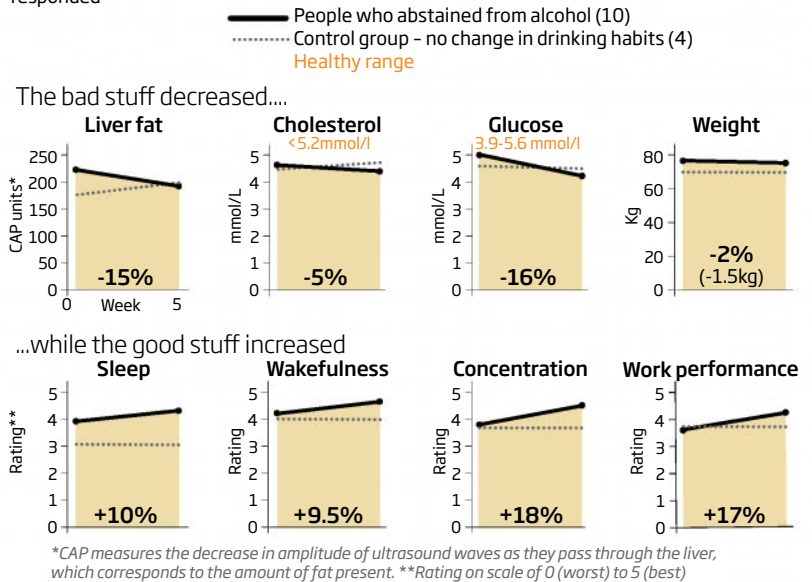 responded
People who abstained from alcohol (10)
Control group – no change in drinking habits (4)
Healthy range
The bad stuff decreased....
Liver fat
CAP units*
250
200
150
100
50
0
-15%
0 Week 5
Cholesterol
<5.2mmol/l
mmol/L
5
4
3
2
1
0
-5%
Glucose
3.9-5.6 mmol/l
mmol/L
5
4
3
2
1
0
-16%
Weight
Kg
80
60
40
20
0
-2%
(-1.5kg)
...while the good stuff increased
Sleep
Rating**
5
4
3
2
1
0
+10%
Wakefulness
Rating
5
4
3
2
1
0
+9.5%
Concentration
Rating
5
4
3
2
1
0
+18%
Work performance
Rating
5
4
3
2
1
0
+17%
*CAP measures the decrease in amplitude of ultrasound waves as they pass through the liver,
which corresponds to the amount of fat present. **Rating on scale of 0 (worst) to 5 (best)